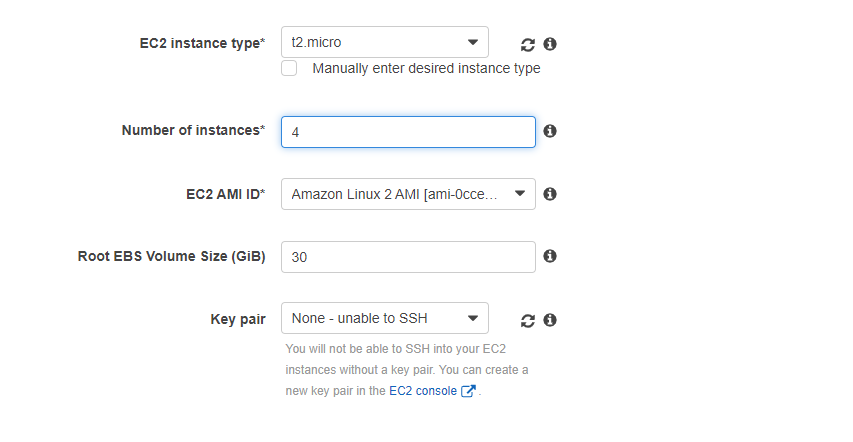 EC2 instance type* t2.micro
Manually enter desired instance type
Number of instances* 4
EC2 AMI ID* Amazon Linux 2 AMI [ami-0cce...
Root EBS Volume Size (GiB) 30
Key pair None - unable to SSH
You will not be able to SSH into your EC2
instances without a key pair. You can create a
new key pair in the EC2 console .